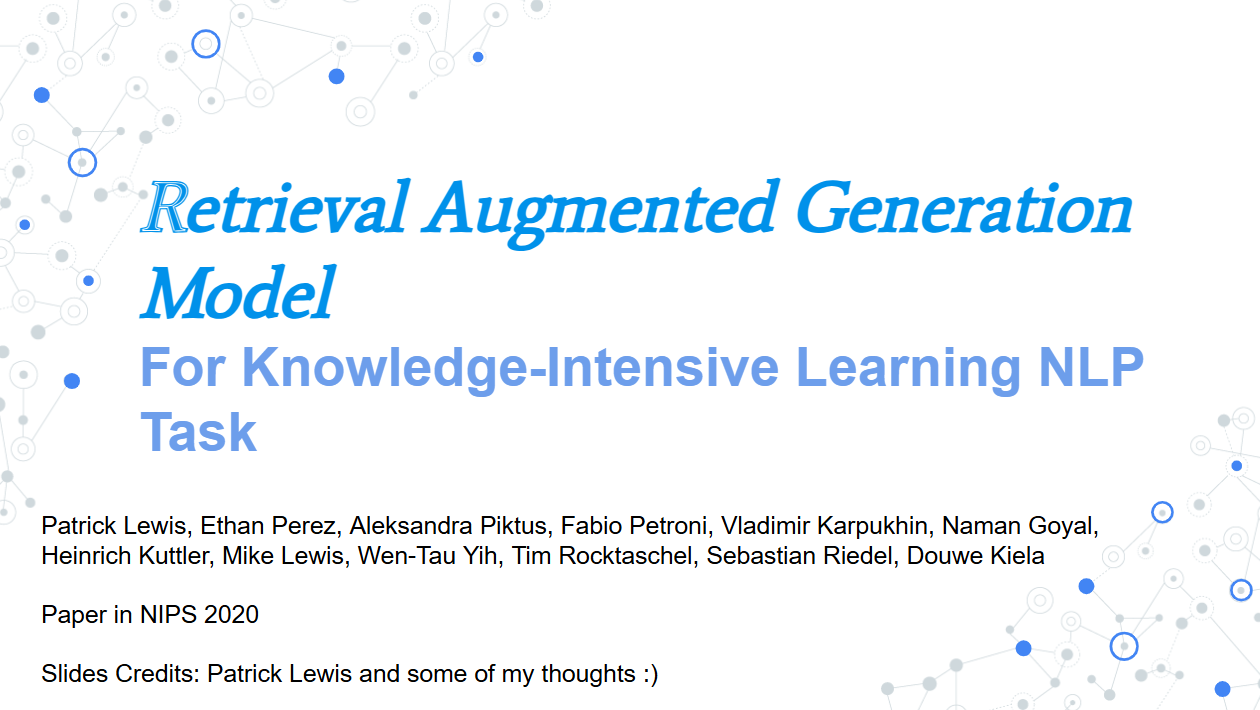 Retrieval Augmented Generation
Model
For Knowledge-Intensive Learning NLP
Task
Patrick Lewis, Ethan Perez, Aleksandra Piktus, Fabio Petroni, Vladimir Karpukhin, Naman Goyal,
Heinrich Kuttler, Mike Lewis, Wen-Tau Yih, Tim Rocktaschel, Sebastian Riedel, Douwe Kiela
Paper in NIPS 2020
Slides Credits: Patrick Lewis and some of my thoughts :)